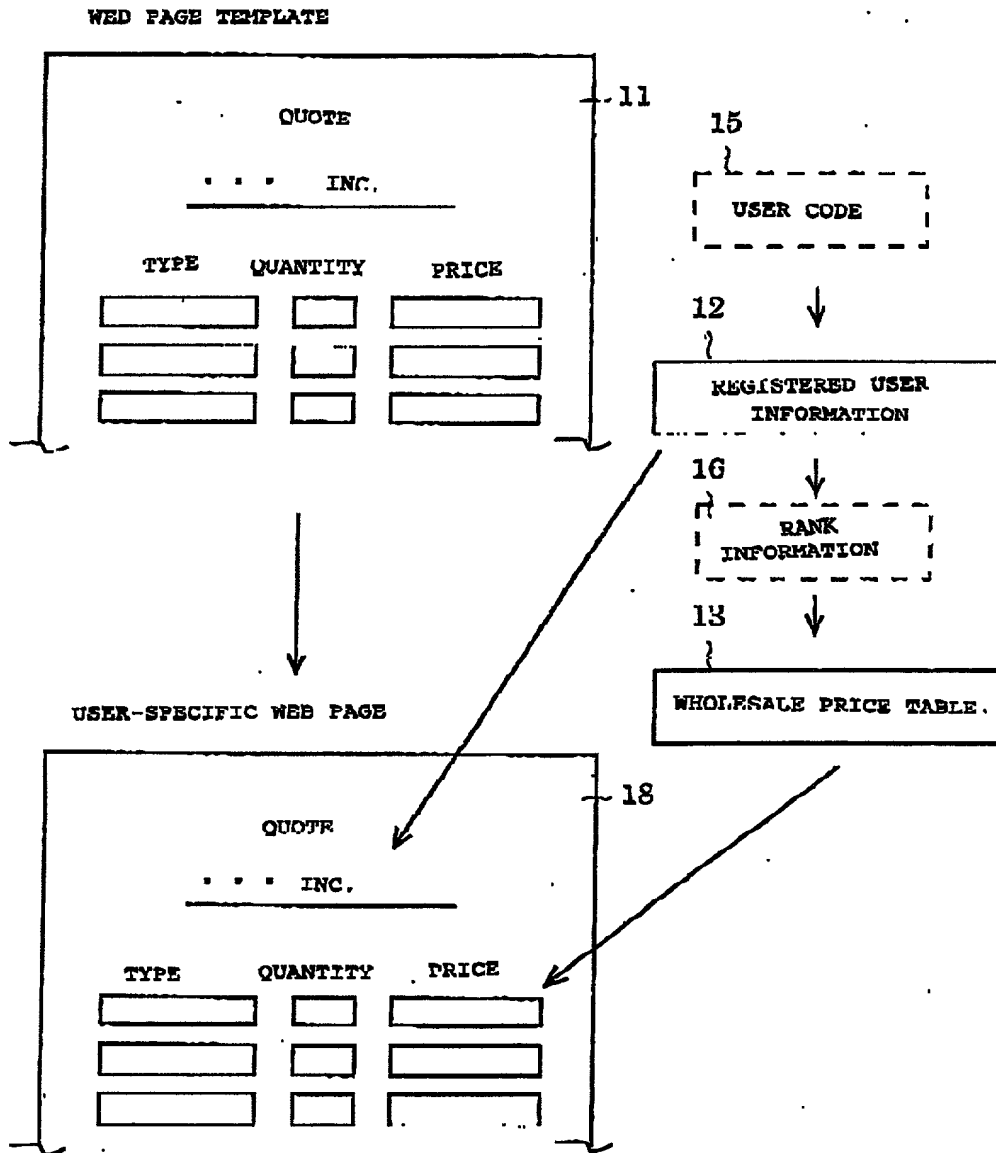 WED PAGE TEMPLATE
11
QUOTE
. . . INC.
TYPE QUANTITY PRICE
15
USER CODE
12
REGISTERED USER
INFORMATION
16
RANK
INFORMATION
13
WHOLESALE PRICE TABLE.
USER-SPECIFIC WEB PAGE
18
QUOTE
. . . INC.
TYPE QUANTITY PRICE